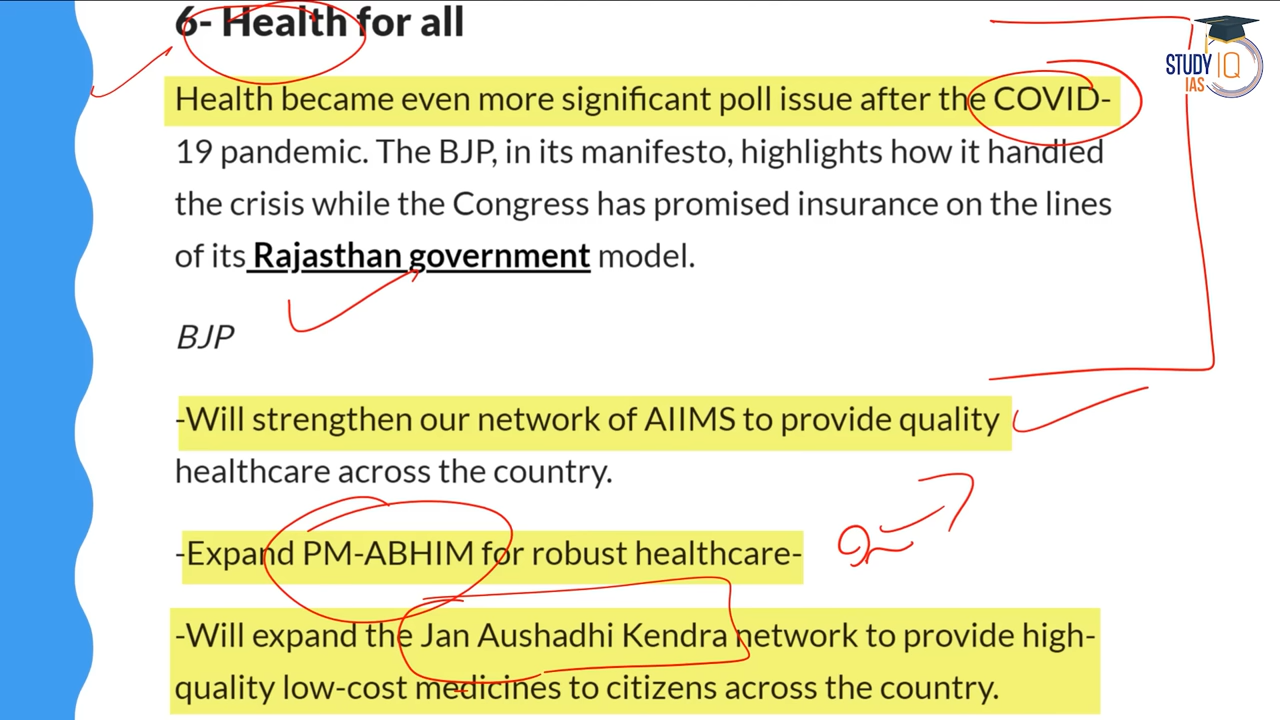 6- Health for all
STUDY IQ
IAS
Health became even more significant poll issue after the COVID-
19 pandemic. The BJP, in its manifesto, highlights how it handled
the crisis while the Congress has promised insurance on the lines
of its Rajasthan government model.
BJP
-Will strengthen our network of AIIMS to provide quality
healthcare across the country.
-Expand PM-ABHIM for robust healthcare-
-Will expand the Jan Aushadhi Kendra network to provide high-
quality low-cost medicines to citizens across the country.